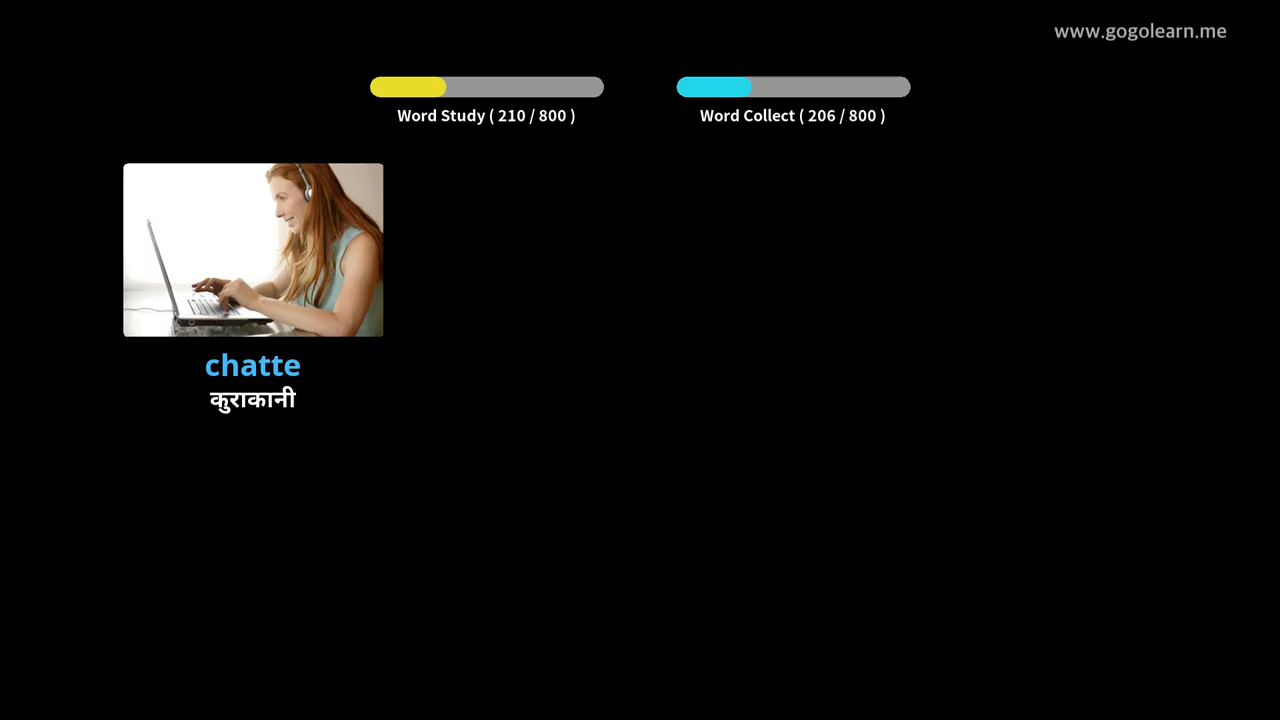 www.gogolearn.me
Word Study ( 210 / 800 )
Word Collect ( 206 / 800 )
chatte
कुराकानी